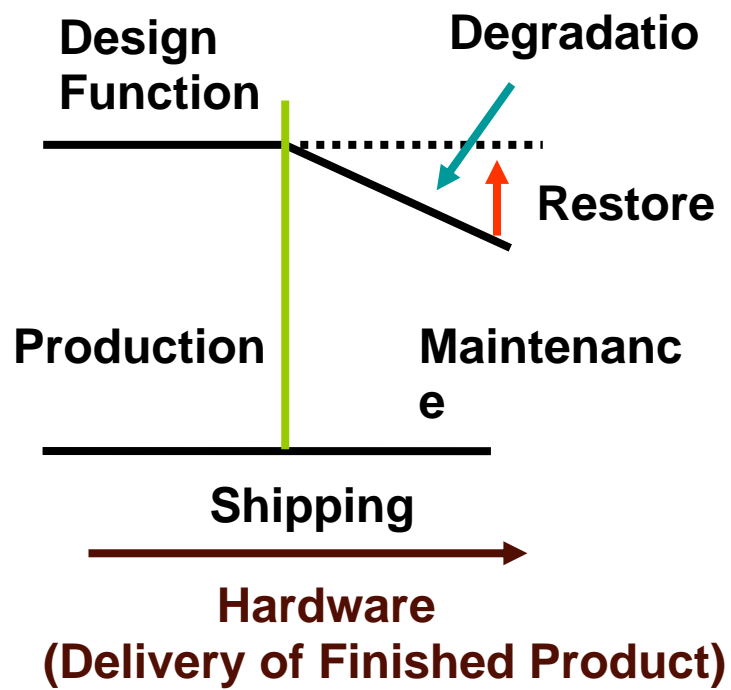 Design
Function
Degradatio
Restore
Production
Maintenanc
e
Shipping
Hardware
(Delivery of Finished Product)